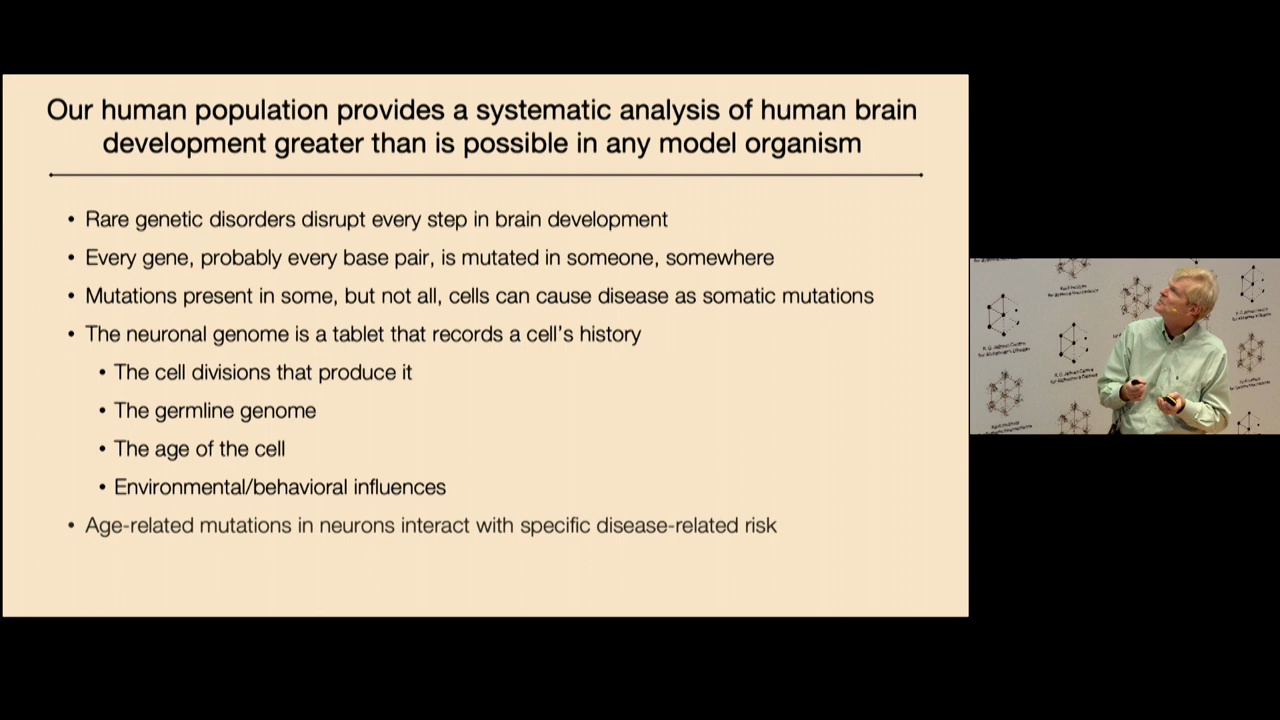 Our human population provides a systematic analysis of human brain
development greater than is possible in any model organism
• Rare genetic disorders disrupt every step in brain development
• Every gene, probably every base pair, is mutated in someone, somewhere
• Mutations present in some, but not all, cells can cause disease as somatic mutations
• The neuronal genome is a tablet that records a cell's history
• The cell divisions that produce it
• The germline genome
• The age of the cell
• Environmental/behavioral influences
• Age-related mutations in neurons interact with specific disease-related risk